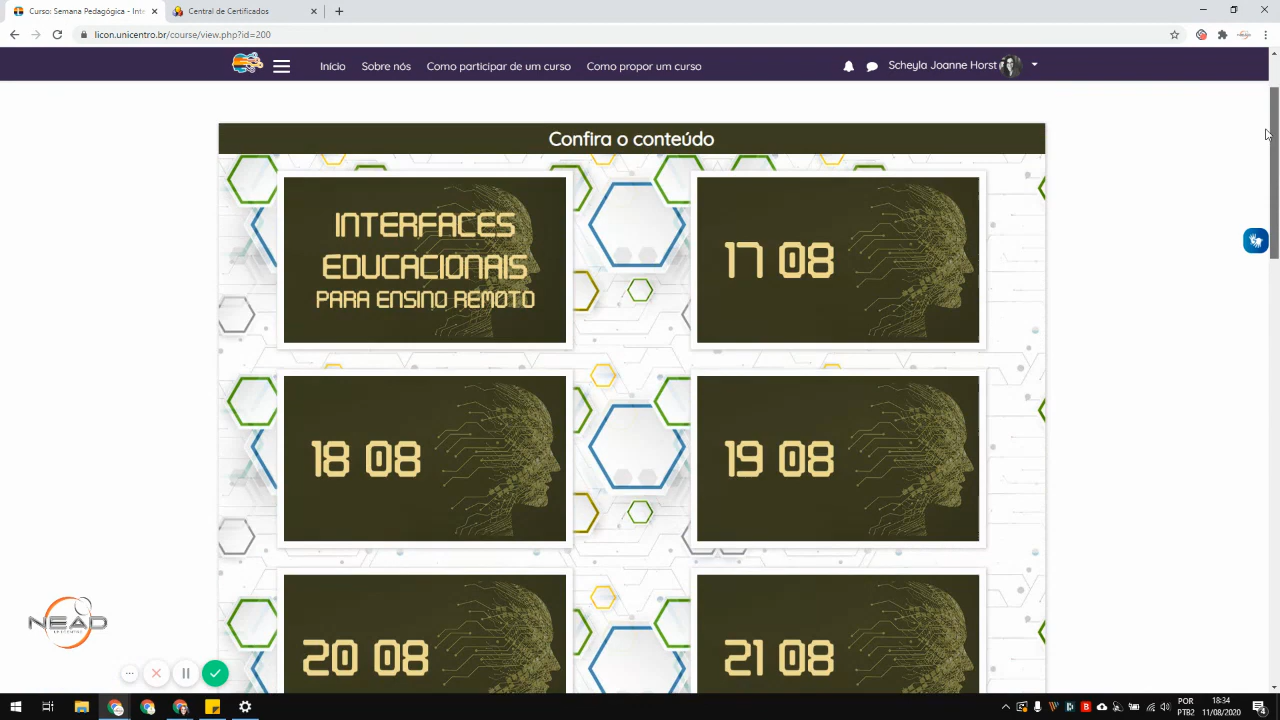 Curso: Semana Pedagógica - Inte
Central de Certificados
licon.unicentro.br/course/view.php?id=200
Início
Sobre nós
Como participar de um curso
Como propor um curso
Scheyla Joanne Horst
Confira o conteúdo
INTERFACES
EDUCACIONAIS
PARA ENSINO REMOTO
17 08
18 08
19 08
20 08
21 08
NEAD
POR
PTB2
18:34
11/08/2020
4